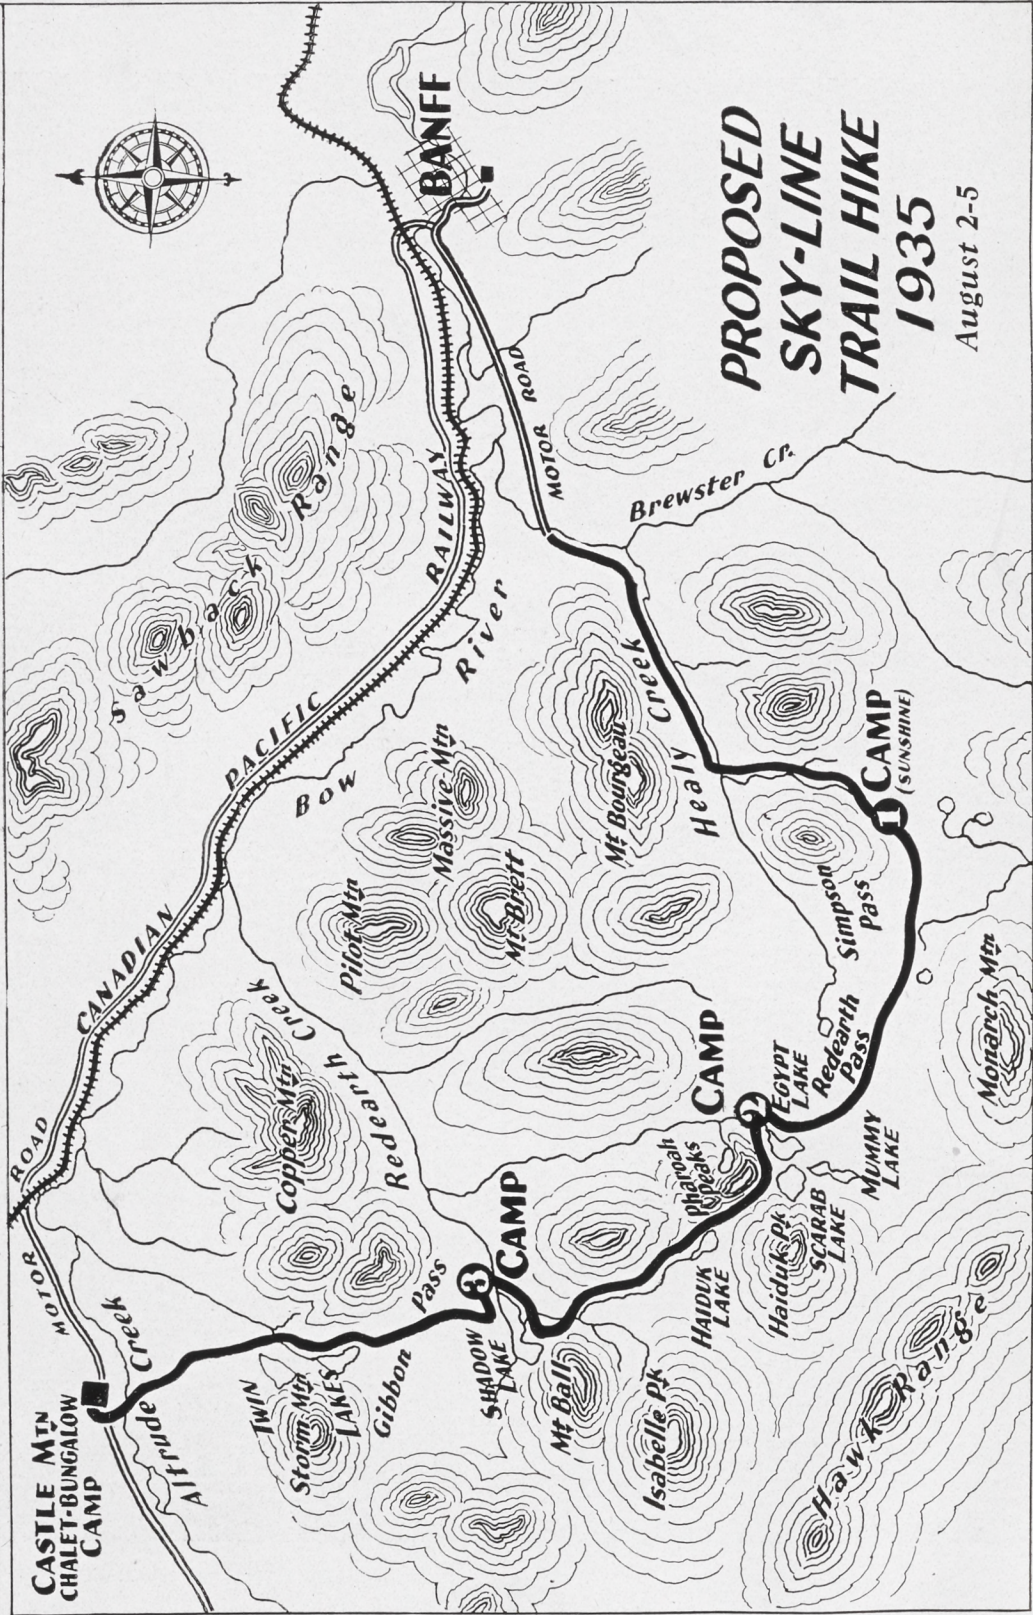 PROPOSED
SKY-LINE
TRAIL HIKE
1935
August 2-5
BANFF
Sawback Range
CANADIAN PACIFIC RAILWAY
Bow River
MOTOR ROAD
MOTOR ROAD
CASTLE MTN
CHALET-BUNGALOW
CAMP
Altrude Creek
Copper Mtn
Redearth Creek
Pilot Mtn
Massive Mtn
Mt Brett
Mt Bourgeau
Healy Creek
Brewster Cr.
TWIN
LAKES
Storm Mtn
Gibbon Pass
SHADOW
LAKE
3
CAMP
Mt Ball
Isabelle Pk
HAIDUK
LAKE
Haiduk Pk
Pharoah
Peaks
2
CAMP
EGYPT
LAKE
SCARAB
LAKE
MUMMY
LAKE
Redearth
Pass
Simpson
Pass
1
CAMP
(SUNSHINE)
Monarch Mtn
Hawk Range